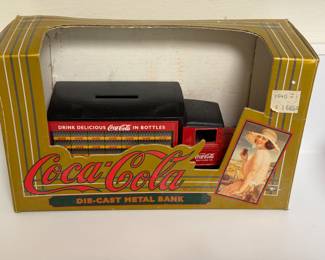 DRINK DELICIOUS Coca-Cola IN BOTTLES
Coca-Cola
Coca-Cola
DIE-CAST METAL BANK